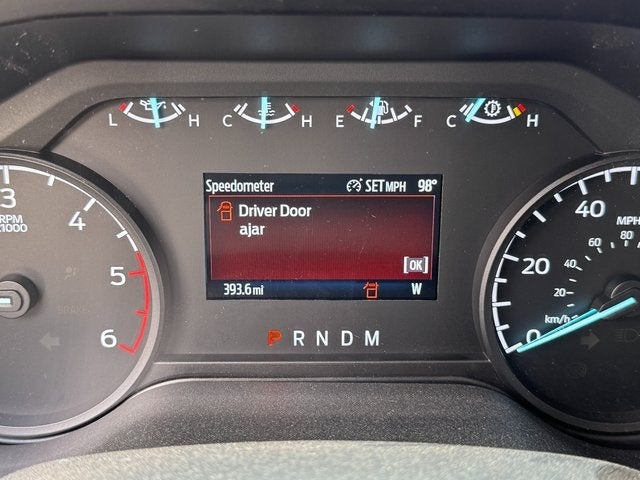 L H C H E F C H
Speedometer SET MPH 98°
Driver Door
ajar
[OK]
393.6 mi W
P R N D M
3 4 5 6
RPM
x1000
BRAKE
0 20 40
MPH
20 40 60 80
km/h